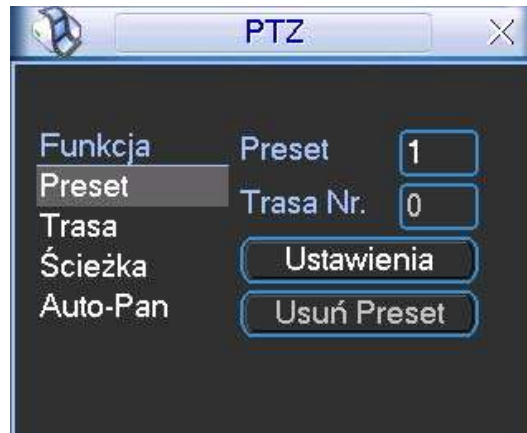 PTZ
Funkcja
Preset
Trasa
Ścieżka
Auto-Pan
Preset 1
Trasa Nr. 0
Ustawienia
Usuń Preset